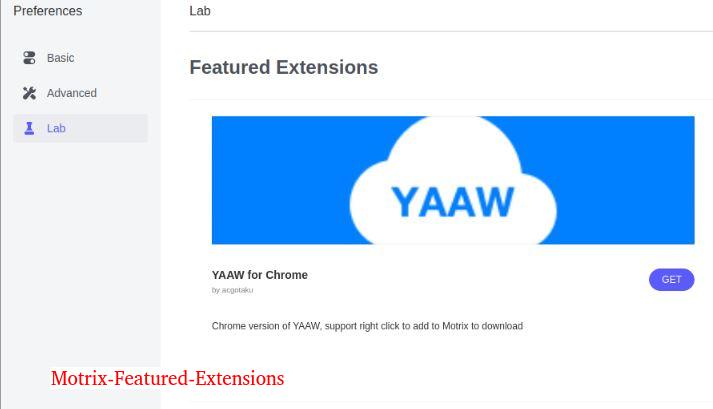 Preferences
Basic
Advanced
Lab
Lab
Featured Extensions
YAAW
YAAW for Chrome
by acgotaku
GET
Chrome version of YAAW, support right click to add to Motrix to download
Motrix-Featured-Extensions